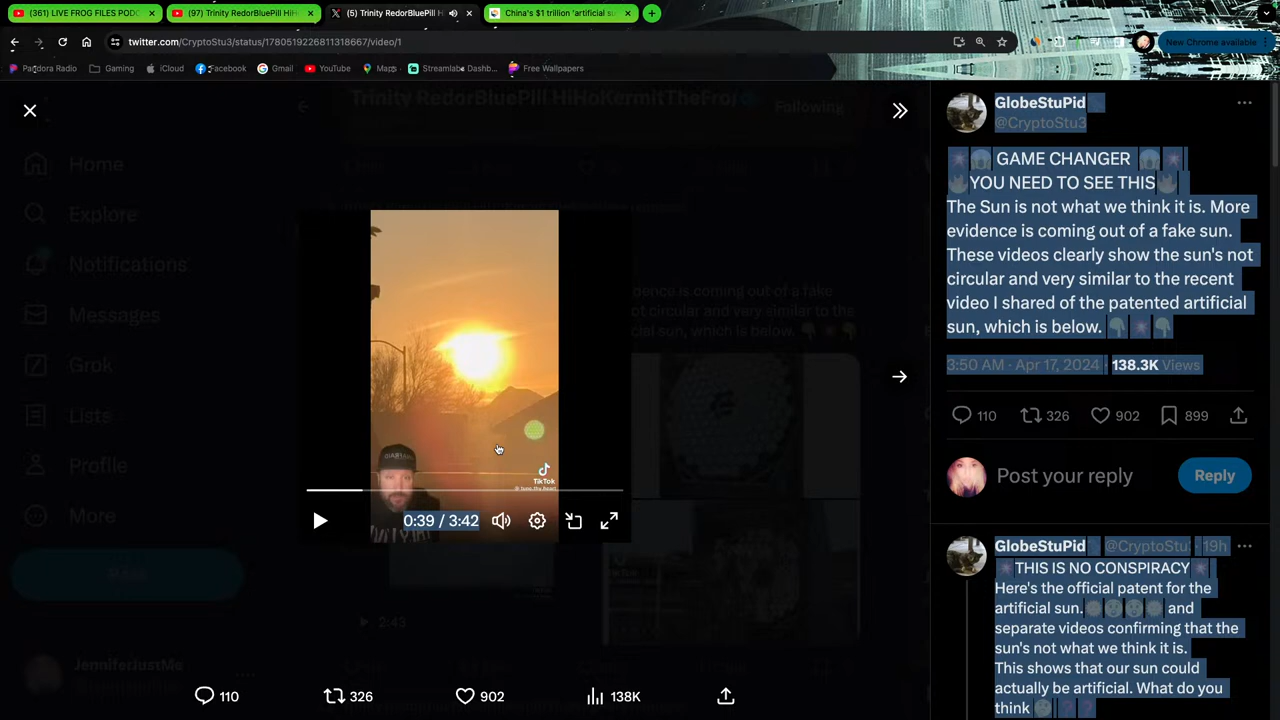 (361) LIVE FROG FILES PODC
(97) Trinity RedorBluePill HiH
(5) Trinity RedorBluePill H
China's $1 trillion 'artificial su
twitter.com/CryptoStu3/status/1780519226811318667/video/1
New Chrome available
Pandora Radio
Gaming
iCloud
Facebook
Gmail
YouTube
Maps
Streamlabs Dashb...
Free Wallpapers
Trinity RedorBluePill HiHoKermitTheFrog
Following
Home
Explore
Notifications
Messages
Grok
Lists
Profile
More
JenniferJustMe
TikTok
0:39 / 3:42
2:43
110
326
902
138K
GlobeStuPid
@CryptoStu3
GAME CHANGER
YOU NEED TO SEE THIS
The Sun is not what we think it is. More
evidence is coming out of a fake sun.
These videos clearly show the sun's not
circular and very similar to the recent
video I shared of the patented artificial
sun, which is below.
3:50 AM · Apr 17, 2024 · 138.3K Views
110
326
902
899
Post your reply
Reply
GlobeStuPid @CryptoStu · 19h
THIS IS NO CONSPIRACY
Here's the official patent for the
artificial sun. and
separate videos confirming that the
sun's not what we think it is.
This shows that our sun could
actually be artificial. What do you
think